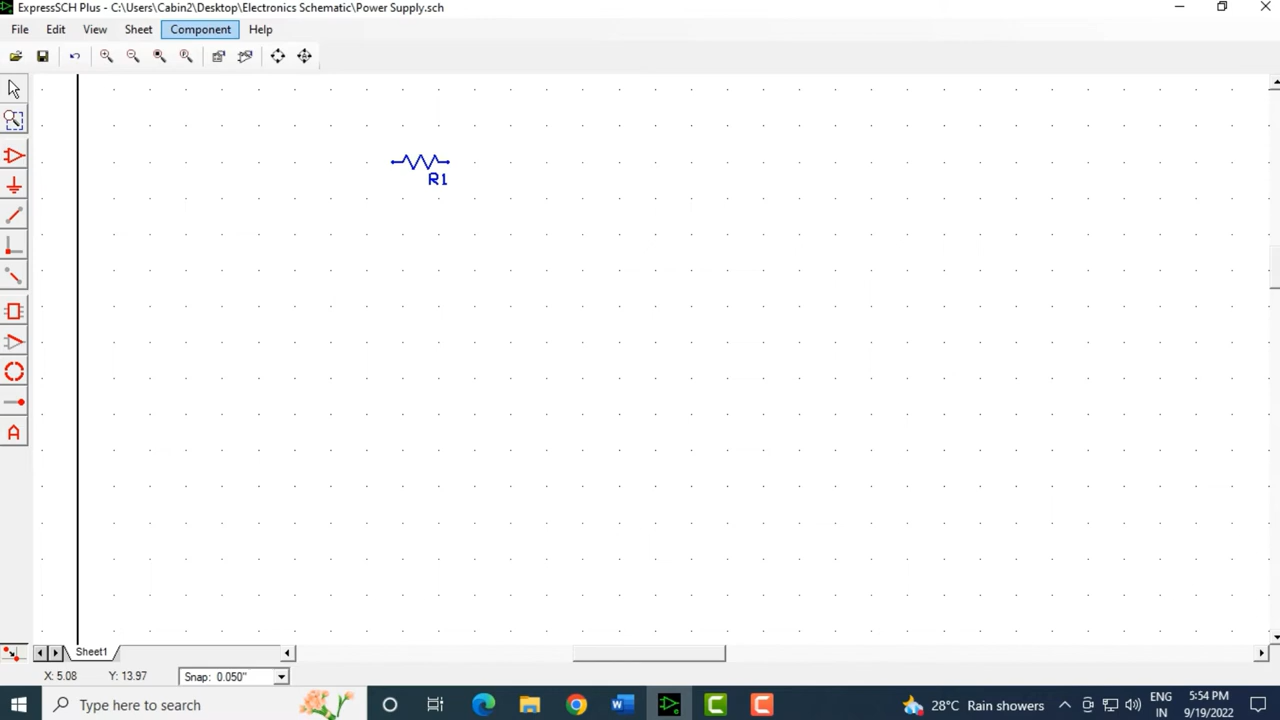 ExpressSCH Plus - C:\Users\Cabin2\Desktop\Electronics Schematic\Power Supply.sch
File Edit View Sheet Component Help
R1
A
Sheet1
X: 5.08 Y: 13.97 Snap: 0.050"
Type here to search
28°C Rain showers
ENG
IN
5:54 PM
9/19/2022